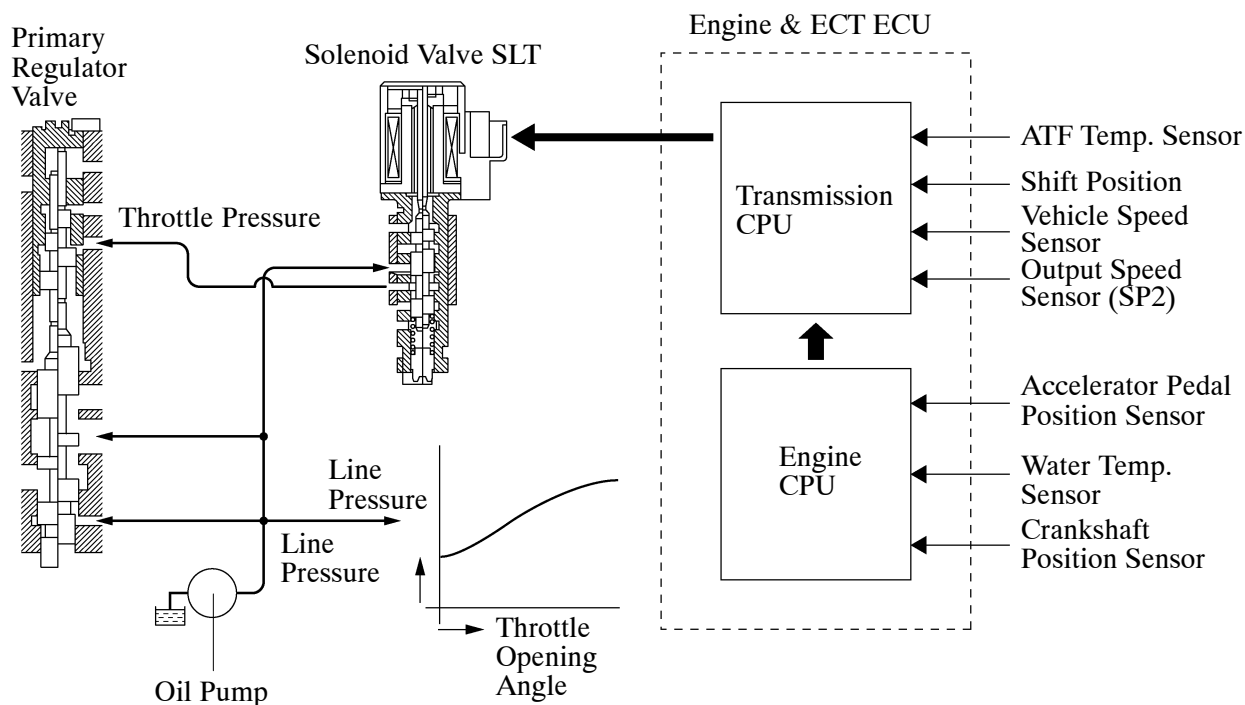 Engine & ECT ECU
Primary
Regulator
Valve
Solenoid Valve SLT
Throttle Pressure
Transmission
CPU
ATF Temp. Sensor
Shift Position
Vehicle Speed
Sensor
Output Speed
Sensor (SP2)
Engine
CPU
Accelerator Pedal
Position Sensor
Water Temp.
Sensor
Crankshaft
Position Sensor
Line
Pressure
Line
Pressure
Throttle
Opening
Angle
Oil Pump